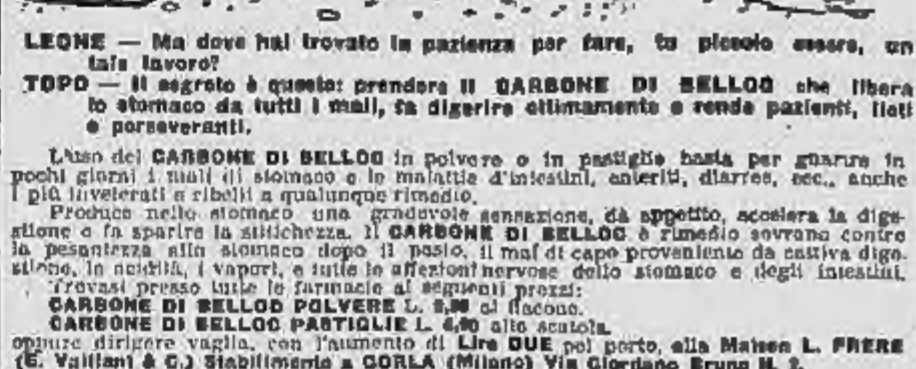 LEONE — Ma dove hai trovato la pazienza per fare, tu piccolo essere, un
tale lavoro?
TOPO — Il segreto è questo: prendere il CARBONE DI BELLOC che libera
lo stomaco da tutti i mali, fa digerire ottimamente e rende pazienti, lieti
e perseveranti.
L'uso del CARBONE DI BELLOC in polvere o in pastiglie basta per guarire in
pochi giorni i mali di stomaco e le malattie d'intestini, enteriti, diarree, ecc., anche
i più inveterati e ribelli a qualunque rimedio.
Produce nello stomaco una gradevole sensazione, dà appetito, accelera la dige-
stione e fa sparire la stitichezza. Il CARBONE DI BELLOC è rimedio sovrano contro
la pesantezza allo stomaco dopo il pasto, il mal di capo proveniente da cattiva dige-
stione, le acidità, i vapori, e tutte le affezioni nervose dello stomaco e degli intestini.
Trovasi presso tutte le farmacie ai seguenti prezzi:
CARBONE DI BELLOC POLVERE L. al flacone.
CARBONE DI BELLOC PASTIGLIE L. alla scatola.
oppure dirigere vaglia, con l'aumento di Lire DUE pel porto, alla Maison L. FRERE
(E. Vailliant & C.) Stabilimento a GORLA (Milano) Via Giordano Bruno N. 2.